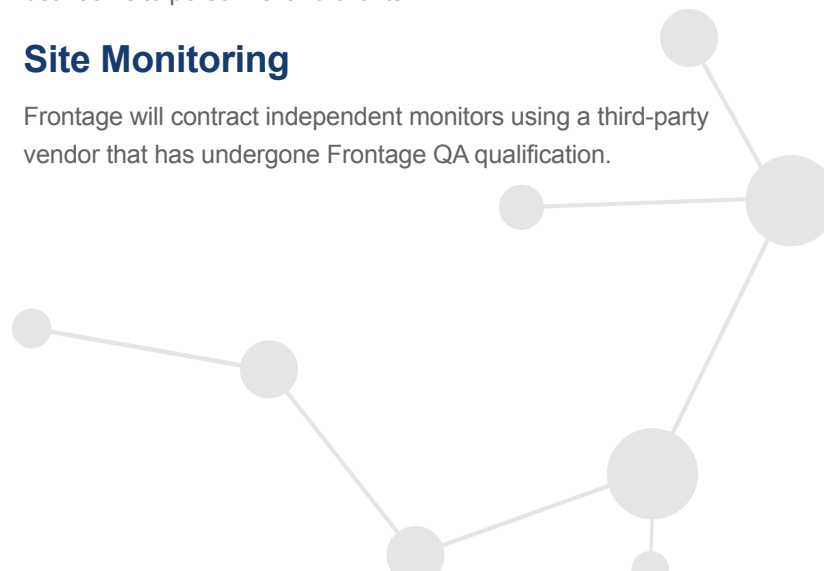 Site Monitoring
Frontage will contract independent monitors using a third-party
vendor that has undergone Frontage QA qualification.